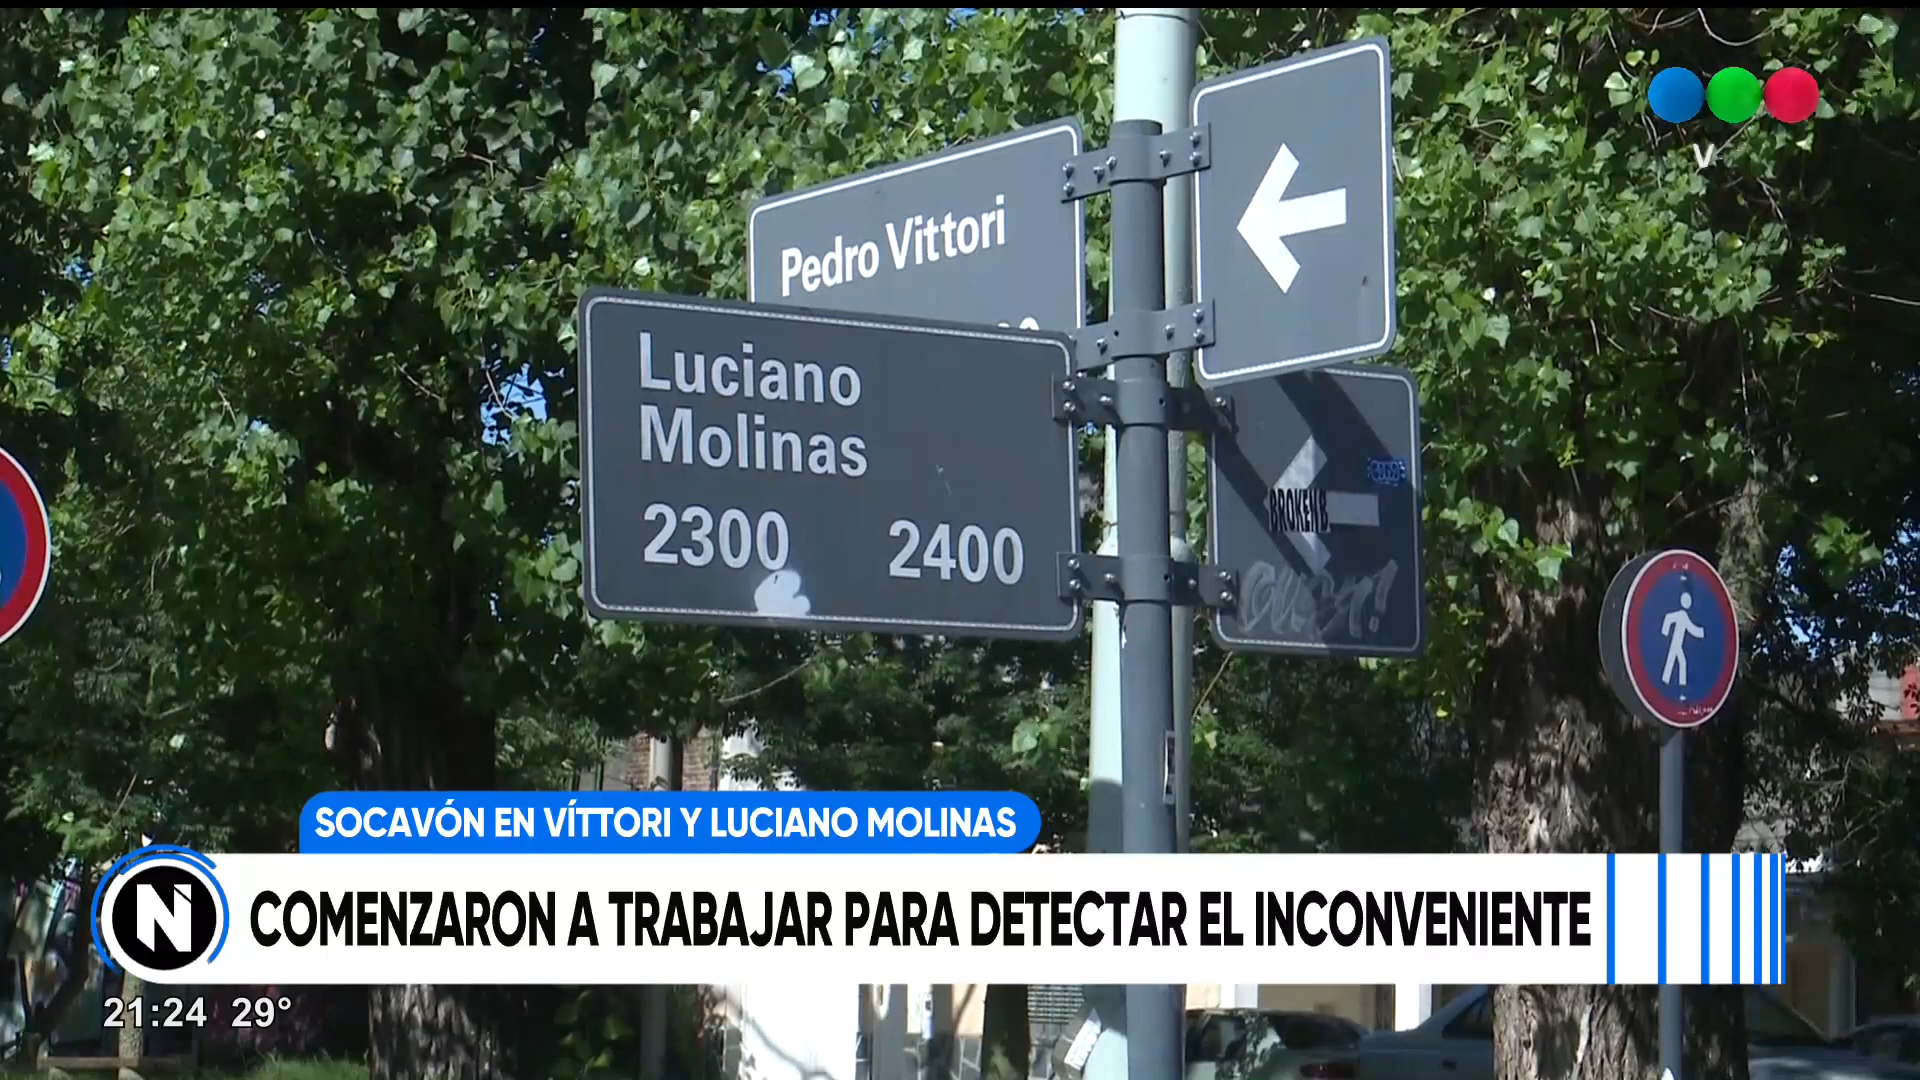 Pedro Vittori
Luciano
Molinas
2300 2400
BROKEN B
SOCAVÓN EN VÍTTORI Y LUCIANO MOLINAS
N COMENZARON A TRABAJAR PARA DETECTAR EL INCONVENIENTE
21:24 29°